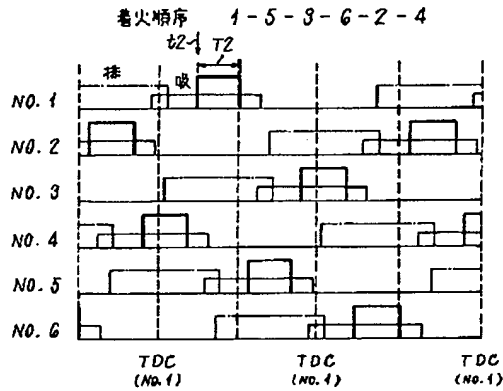 着火順序 1-5-3-6-2-4
t2 T2
排 吸
NO. 1
NO. 2
NO. 3
NO. 4
NO. 5
NO. 6
TDC TDC TDC
(NO.1) (NO.1) (NO.1)